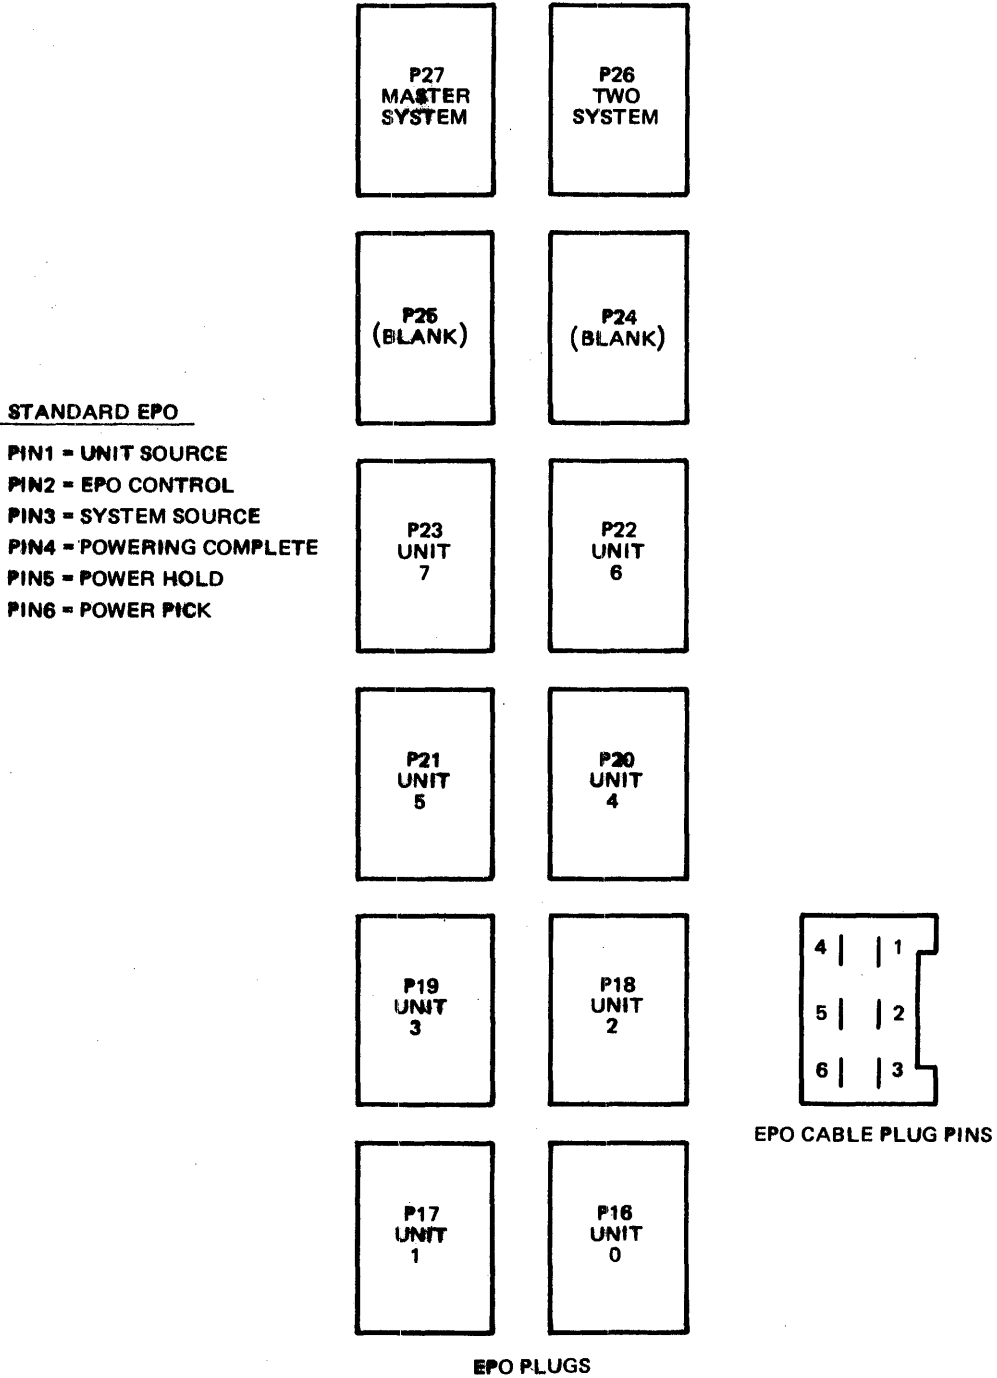 P27
MASTER
SYSTEM
P26
TWO
SYSTEM
P25
(BLANK)
P24
(BLANK)
STANDARD EPO
PIN1 = UNIT SOURCE
PIN2 = EPO CONTROL
PIN3 = SYSTEM SOURCE
PIN4 = POWERING COMPLETE
PIN5 = POWER HOLD
PIN6 = POWER PICK
P23
UNIT
7
P22
UNIT
6
P21
UNIT
5
P20
UNIT
4
P19
UNIT
3
P18
UNIT
2
4 1
5 2
6 3
EPO CABLE PLUG PINS
P17
UNIT
1
P16
UNIT
0
EPO PLUGS